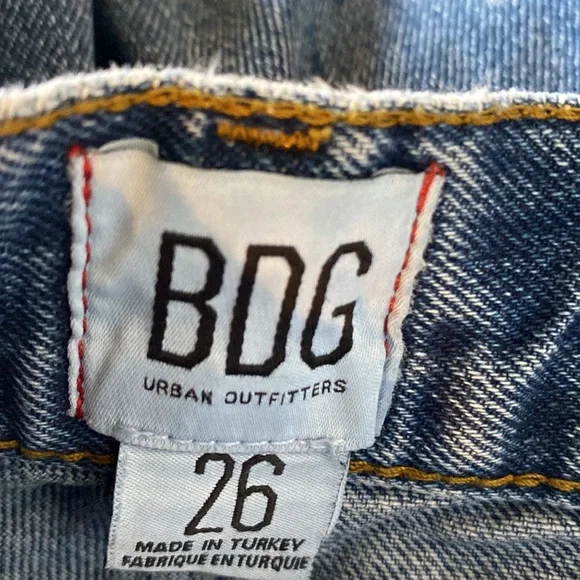 BDG
URBAN OUTFITTERS
26
MADE IN TURKEY
FABRIQUE EN TURQUIE